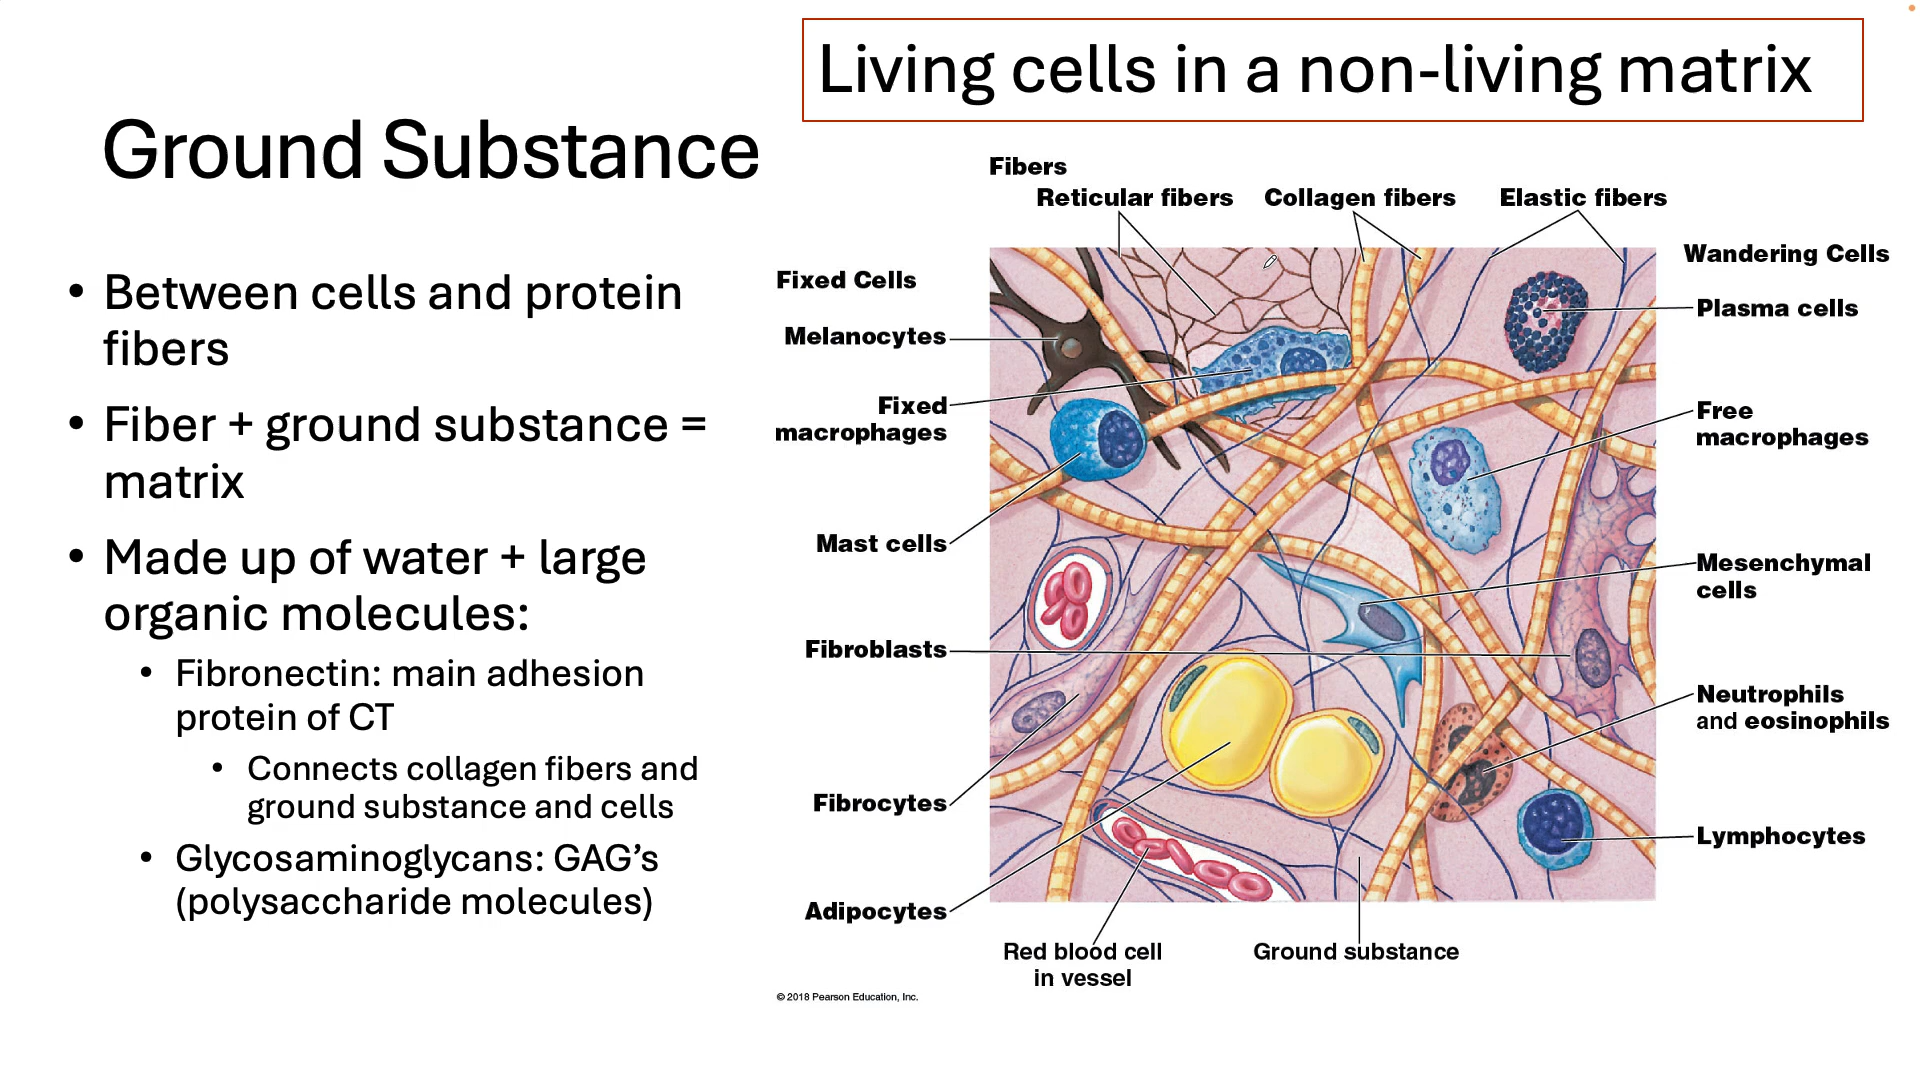 Living cells in a non-living matrix
Ground Substance
• Between cells and protein
fibers
• Fiber + ground substance =
matrix
• Made up of water + large
organic molecules:
• Fibronectin: main adhesion
protein of CT
• Connects collagen fibers and
ground substance and cells
• Glycosaminoglycans: GAG’s
(polysaccharide molecules)
Fibers
Reticular fibers
Collagen fibers
Elastic fibers
Fixed Cells
Melanocytes
Fixed
macrophages
Mast cells
Fibroblasts
Fibrocytes
Adipocytes
Red blood cell
in vessel
Ground substance
Wandering Cells
Plasma cells
Free
macrophages
Mesenchymal
cells
Neutrophils
and eosinophils
Lymphocytes
© 2018 Pearson Education, Inc.